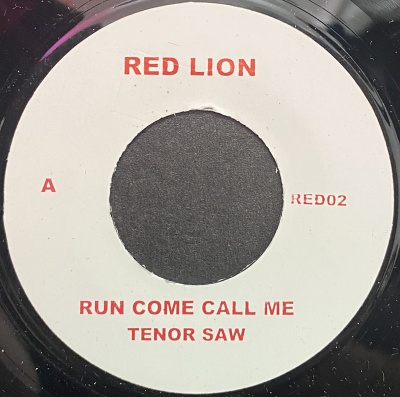 RED LION
A
RED02
RUN COME CALL ME
TENOR SAW